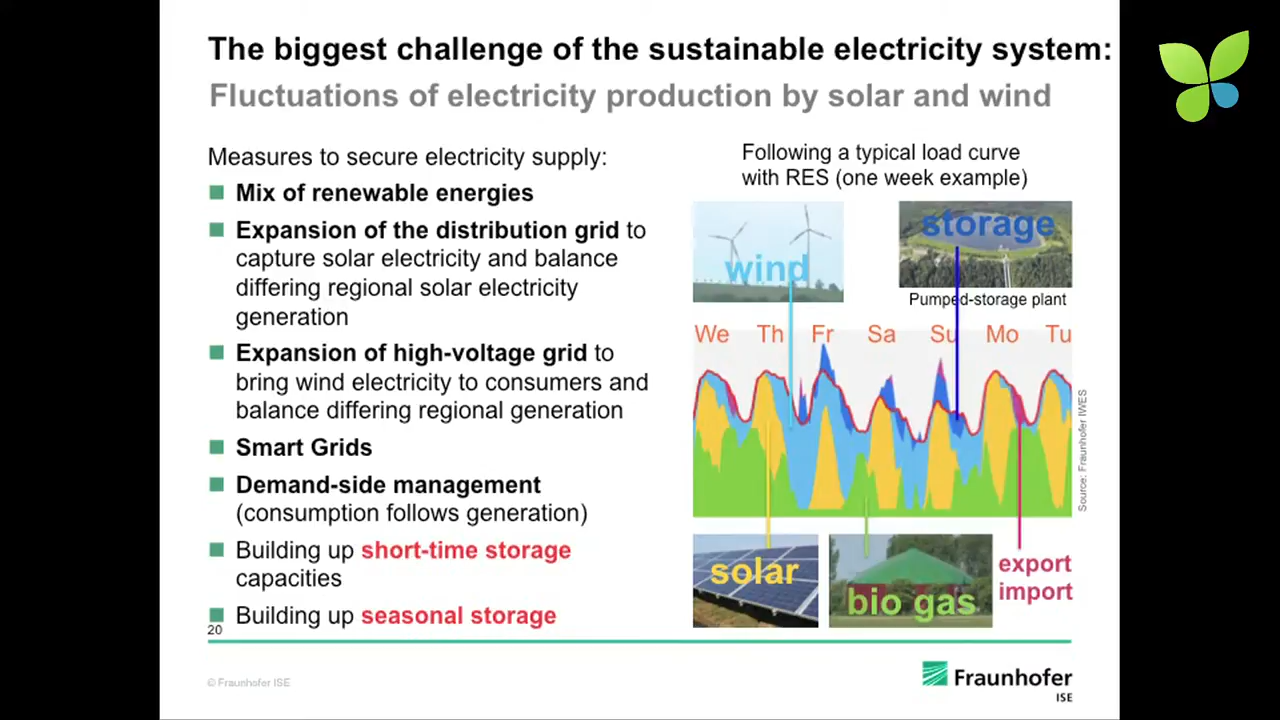 The biggest challenge of the sustainable electricity system:
Fluctuations of electricity production by solar and wind
Measures to secure electricity supply:
Mix of renewable energies
Expansion of the distribution grid to
capture solar electricity and balance
differing regional solar electricity
generation
Expansion of high-voltage grid to
bring wind electricity to consumers and
balance differing regional generation
Smart Grids
Demand-side management
(consumption follows generation)
Building up short-time storage
capacities
Building up seasonal storage
20
Following a typical load curve
with RES (one week example)
wind
storage
Pumped-storage plant
We Th Fr Sa Su Mo Tu
Source: Fraunhofer IWES
solar
bio gas
export
import
© Fraunhofer ISE
Fraunhofer
ISE